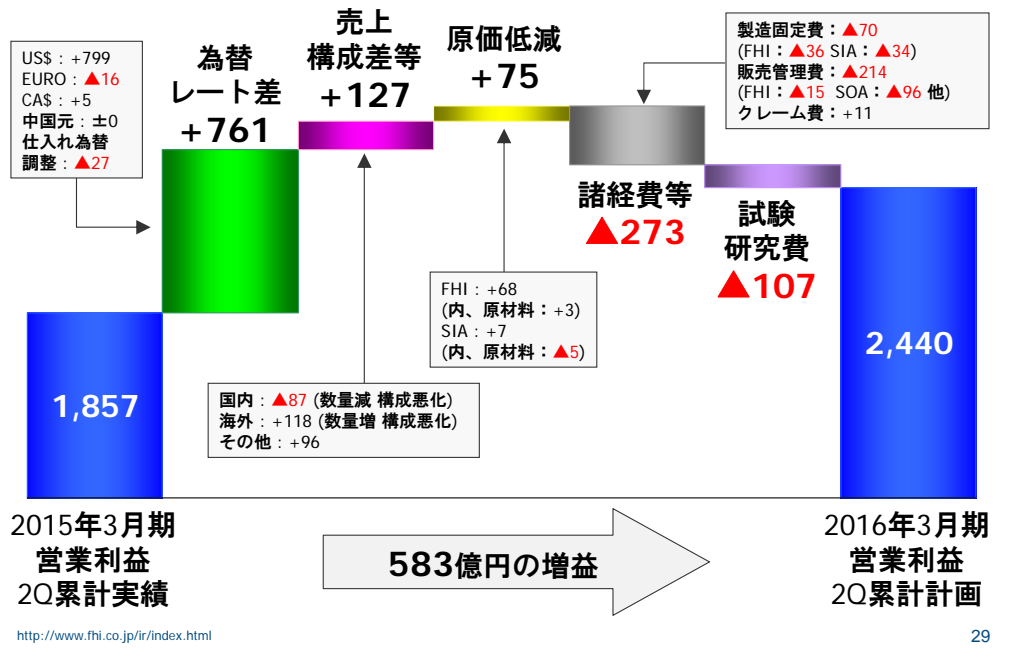 US$：+799
EURO：▲16
CA$：+5
中国元：±0
仕入れ為替
調整：▲27
為替
レート差
+761
売上
構成差等
+127
原価低減
+75
製造固定費：▲70
(FHI：▲36 SIA：▲34)
販売管理費：▲214
(FHI：▲15 SOA：▲96 他)
クレーム費：+11
諸経費等
▲273
試験
研究費
▲107
FHI：+68
(内、原材料：+3)
SIA：+7
(内、原材料：▲5)
国内：▲87 (数量減 構成悪化)
海外：+118 (数量増 構成悪化)
その他：+96
1,857
2,440
2015年3月期
営業利益
2Q累計実績
583億円の増益
2016年3月期
営業利益
2Q累計計画
http://www.fhi.co.jp/ir/index.html
29